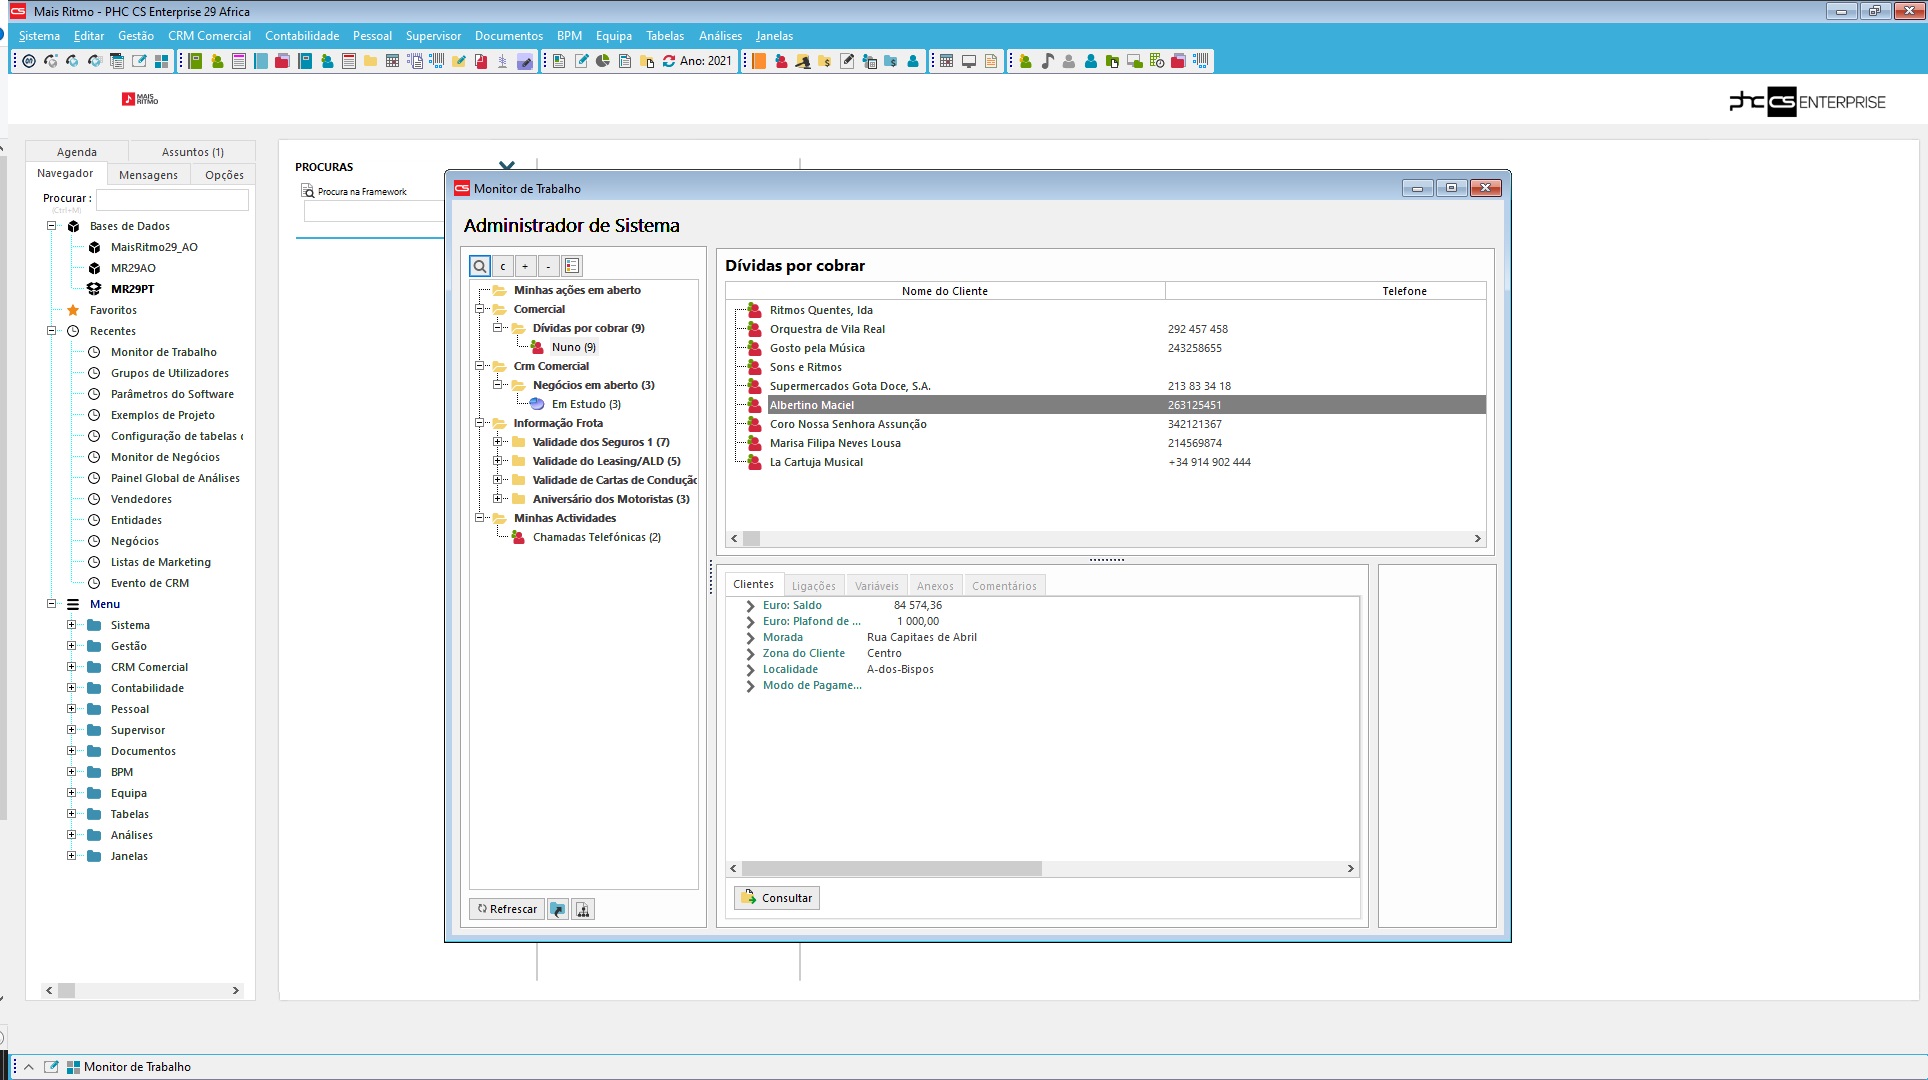 Mais Ritmo - PHC CS Enterprise 29 Africa
Sistema Editar Gestão CRM Comercial Contabilidade Pessoal Supervisor Documentos BPM Equipa Tabelas Análises Janelas
Ano: 2021
MAIS RITMO
phc CS ENTERPRISE
Agenda Assuntos (1)
Navegador Mensagens Opções
Procurar :
(Ctrl+M)
Bases de Dados
MaisRitmo29_AO
MR29AO
MR29PT
Favoritos
Recentes
Monitor de Trabalho
Grupos de Utilizadores
Parâmetros do Software
Exemplos de Projeto
Configuração de tabelas
Monitor de Negócios
Painel Global de Análises
Vendedores
Entidades
Negócios
Listas de Marketing
Evento de CRM
Menu
Sistema
Gestão
CRM Comercial
Contabilidade
Pessoal
Supervisor
Documentos
BPM
Equipa
Tabelas
Análises
Janelas
PROCURAS
Procura na Framework
CS Monitor de Trabalho
Administrador de Sistema
c + -
Minhas ações em aberto
Comercial
Dívidas por cobrar (9)
Nuno (9)
Crm Comercial
Negócios em aberto (3)
Em Estudo (3)
Informação Frota
Validade dos Seguros 1 (7)
Validade do Leasing/ALD (5)
Validade de Cartas de Conduçã
Aniversário dos Motoristas (3)
Minhas Actividades
Chamadas Telefónicas (2)
Refrescar
Dívidas por cobrar
Nome do Cliente Telefone
Ritmos Quentes, lda
Orquestra de Vila Real 292 457 458
Gosto pela Música 243258655
Sons e Ritmos
Supermercados Gota Doce, S.A. 213 83 34 18
Albertino Maciel 263125451
Coro Nossa Senhora Assunção 342121367
Marisa Filipa Neves Lousa 214569874
La Cartuja Musical +34 914 902 444
Clientes Ligações Variáveis Anexos Comentários
Euro: Saldo 84 574,36
Euro: Plafond de ... 1 000,00
Morada Rua Capitaes de Abril
Zona do Cliente Centro
Localidade A-dos-Bispos
Modo de Pagame...
Consultar
Monitor de Trabalho